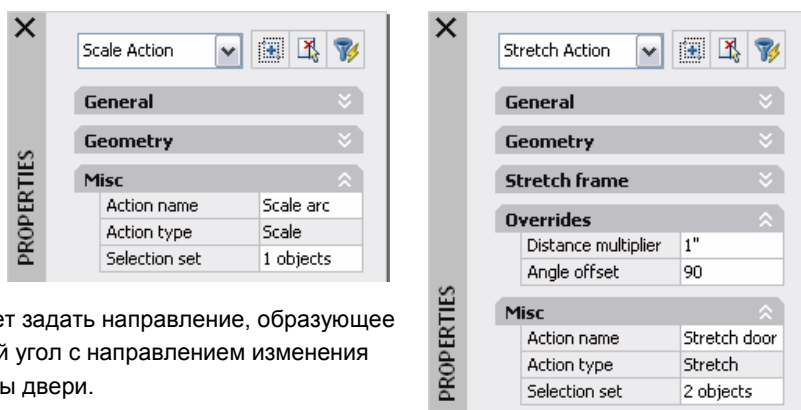 Scale Action
General
Geometry
Misc
Action name Scale arc
Action type Scale
Selection set 1 objects
PROPERTIES
задать направление, образующее
угол с направлением изменения
двери.
Stretch Action
General
Geometry
Stretch frame
Overrides
Distance multiplier 1"
Angle offset 90
Misc
Action name Stretch door
Action type Stretch
Selection set 2 objects
PROPERTIES